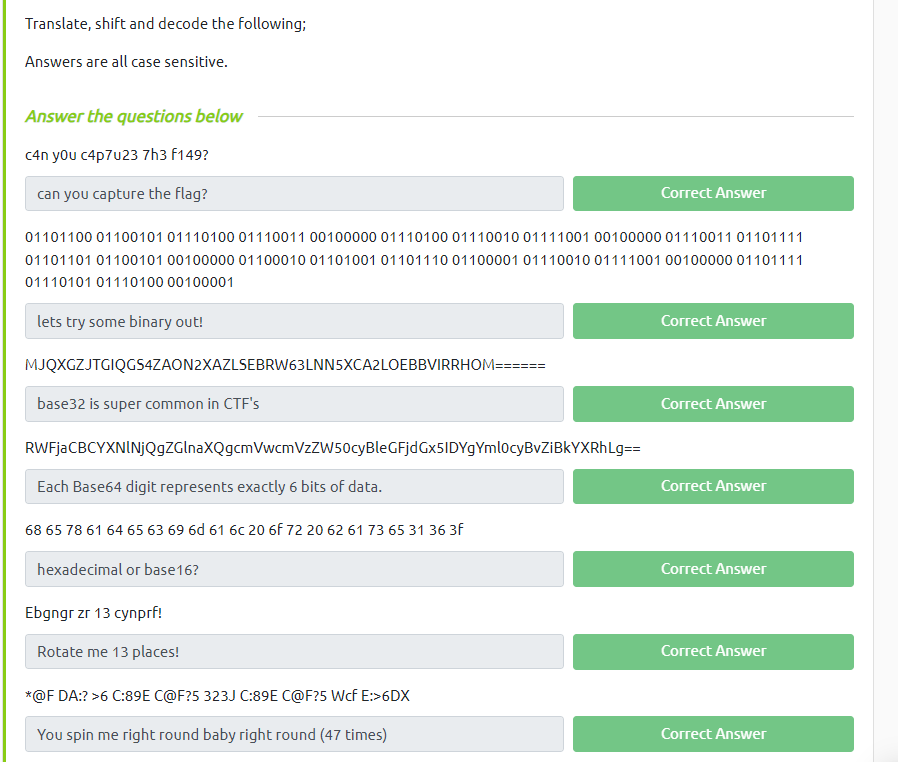 Translate, shift and decode the following;
Answers are all case sensitive.
Answer the questions below
c4n y0u c4p7u23 7h3 f149?
can you capture the flag?
Correct Answer
01101100 01100101 01110100 01110011 00100000 01110100 01110010 01111001 00100000 01110011 01101111
01101101 01100101 00100000 01100010 01101001 01101110 01100001 01110010 01111001 00100000 01101111
01110101 01110100 00100001
lets try some binary out!
Correct Answer
MJQXGZJTGIQGS4ZAON2XAZLSEBRW63LNN5XCA2LOEBBVIRRHOM======
base32 is super common in CTF's
Correct Answer
RWFjaCBCYXNlNjQgZGlnaXQgcmVwcmVzZW50cyBleGFjdGx5IDYgYml0cyBvZiBkYXRhLg==
Each Base64 digit represents exactly 6 bits of data.
Correct Answer
68 65 78 61 64 65 63 69 6d 61 6c 20 6f 72 20 62 61 73 65 31 36 3f
hexadecimal or base16?
Correct Answer
Ebgngr zr 13 cynprf!
Rotate me 13 places!
Correct Answer
*@F DA:? >6 C:89E C@F?5 323J C:89E C@F?5 Wcf E:>6DX
You spin me right round baby right round (47 times)
Correct Answer